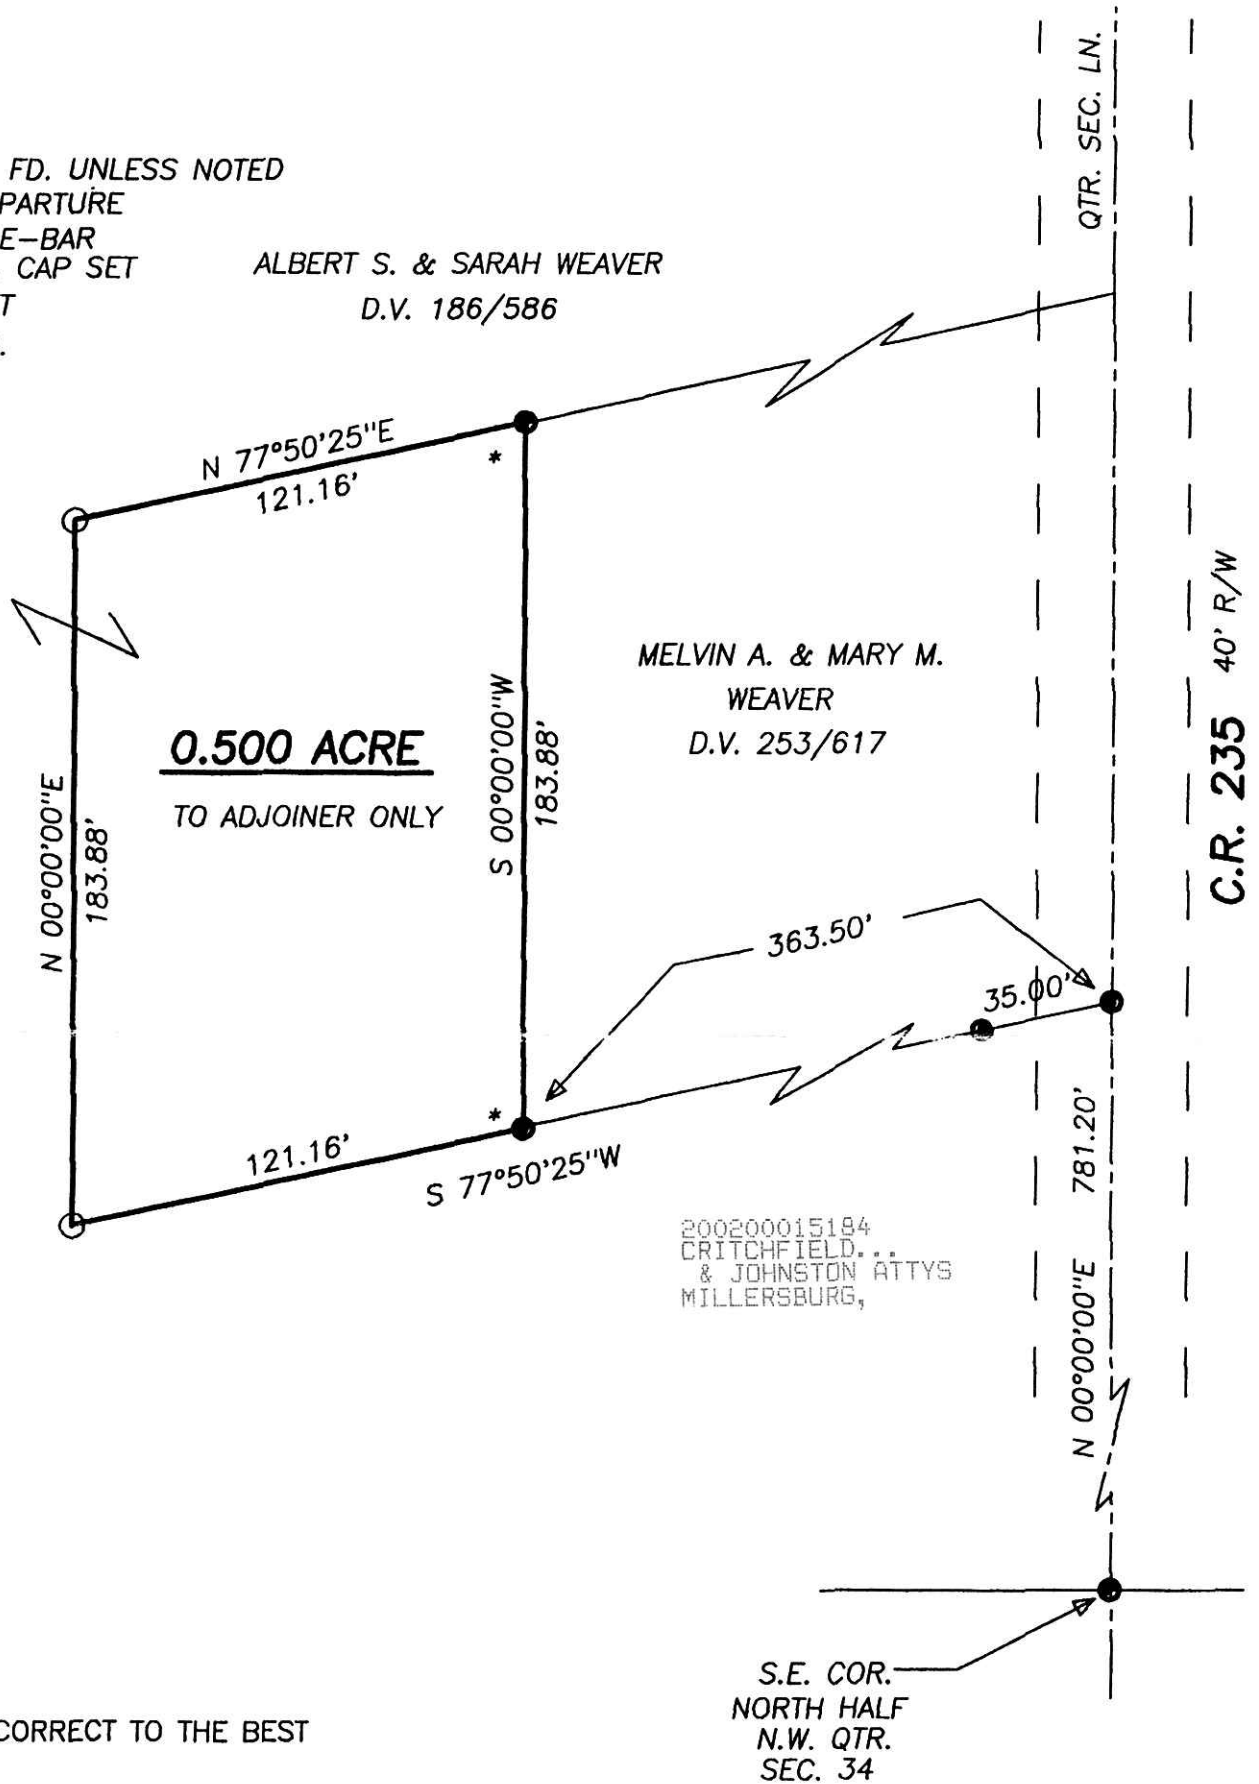 QTR. SEC. LN.
FD. UNLESS NOTED
PARTURE
E-BAR
CAP SET
T
.
ALBERT S. & SARAH WEAVER
D.V. 186/586
N 77°50'25"E
121.16'
*
40' R/W
C.R. 235
MELVIN A. & MARY M.
WEAVER
D.V. 253/617
0.500 ACRE
TO ADJOINER ONLY
N 00°00'00"E
183.88'
S 00°00'00"W
183.88'
363.50'
35.00'
*
121.16'
S 77°50'25"W
N 00°00'00"E 781.20'
200200015184
CRITCHFIELD...
& JOHNSTON ATTYS
MILLERSBURG,
S.E. COR.
NORTH HALF
N.W. QTR.
SEC. 34
CORRECT TO THE BEST